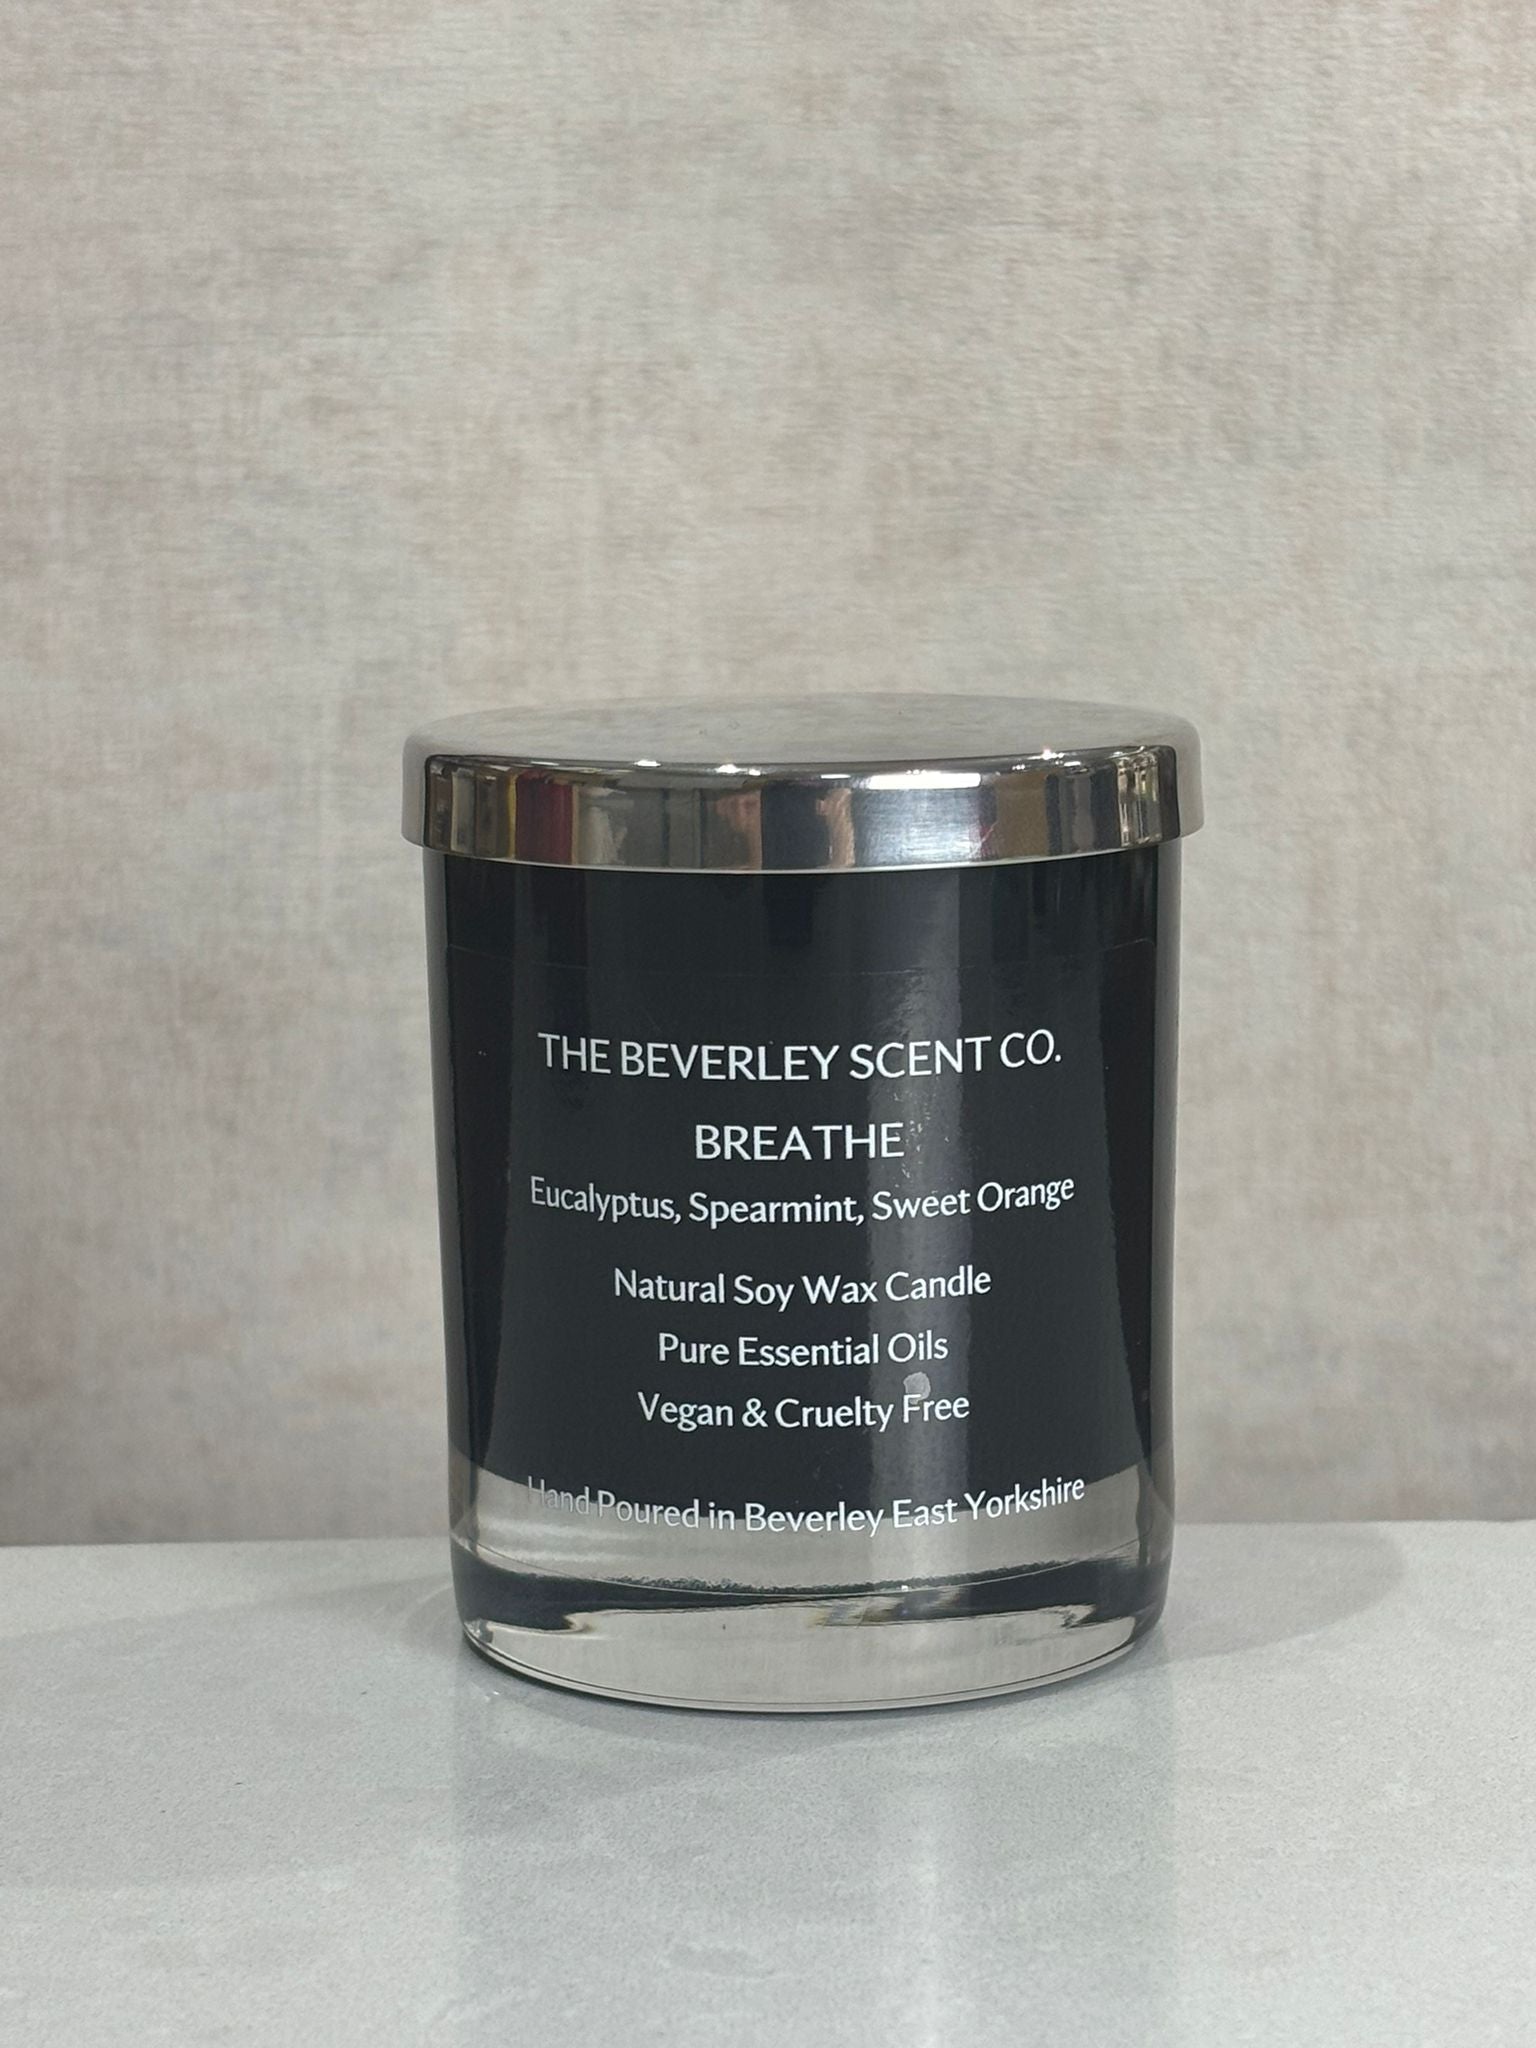 THE BEVERLEY SCENT CO.
BREATHE
Eucalyptus, Spearmint, Sweet Orange
Natural Soy Wax Candle
Pure Essential Oils
Vegan & Cruelty Free
Hand Poured in Beverley East Yorkshire